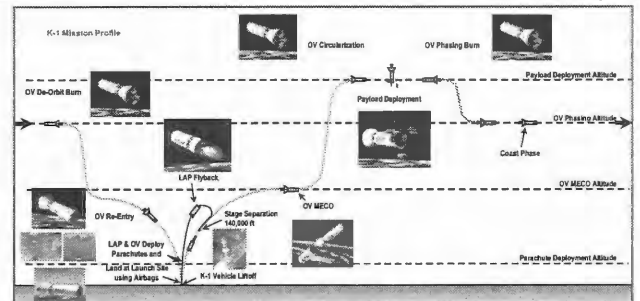 K-1 Mission Profile
OV Circularization
OV Phasing Burn
Payload Deployment Altitude
OV De-Orbit Burn
Payload Deployment
OV Phasing Altitude
Coast Phase
LAP Flyback
OV MECO Altitude
OV MECO
OV Re-Entry
Stage Separation
140,000 ft
LAP & OV Deploy
Parachutes and
Land at Launch Site
using Airbags
K-1 Vehicle Liftoff
Parachute Deployment Altitude